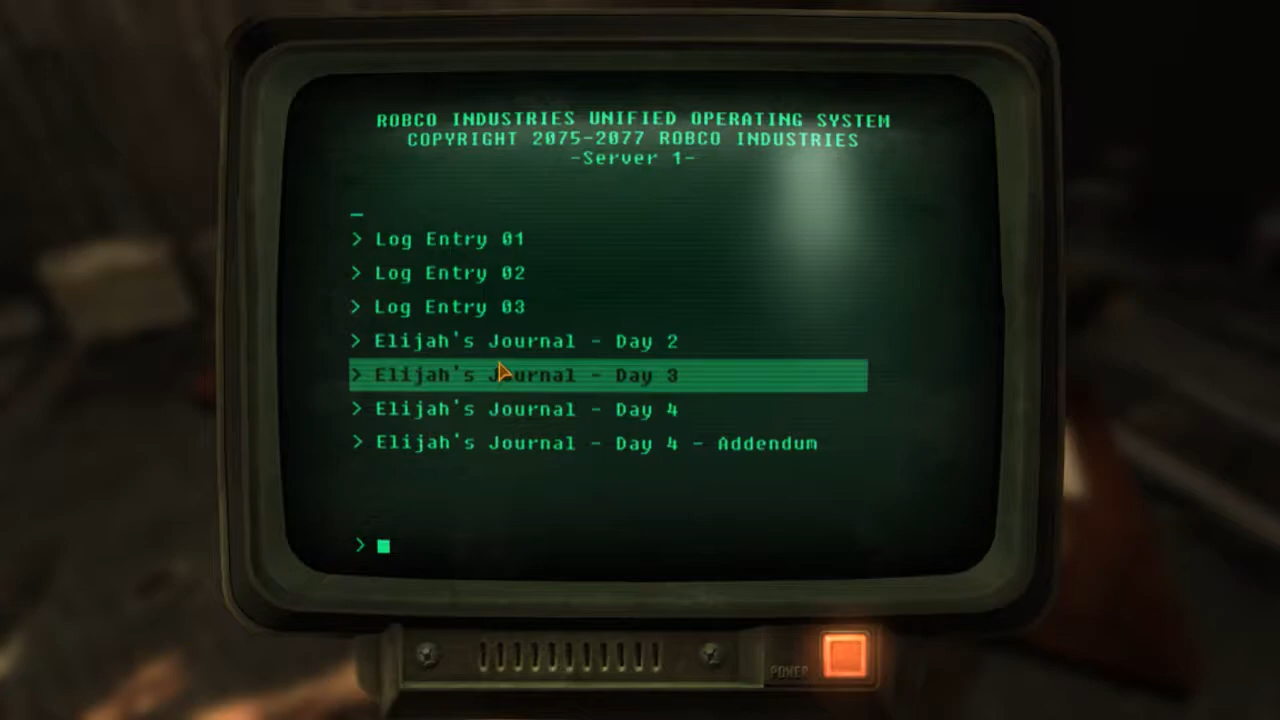 ROBCO INDUSTRIES UNIFIED OPERATING SYSTEM
COPYRIGHT 2075-2077 ROBCO INDUSTRIES
-Server 1-
_
> Log Entry 01
> Log Entry 02
> Log Entry 03
> Elijah's Journal - Day 2
> Elijah's Journal - Day 3
> Elijah's Journal - Day 4
> Elijah's Journal - Day 4 - Addendum
>
POWER